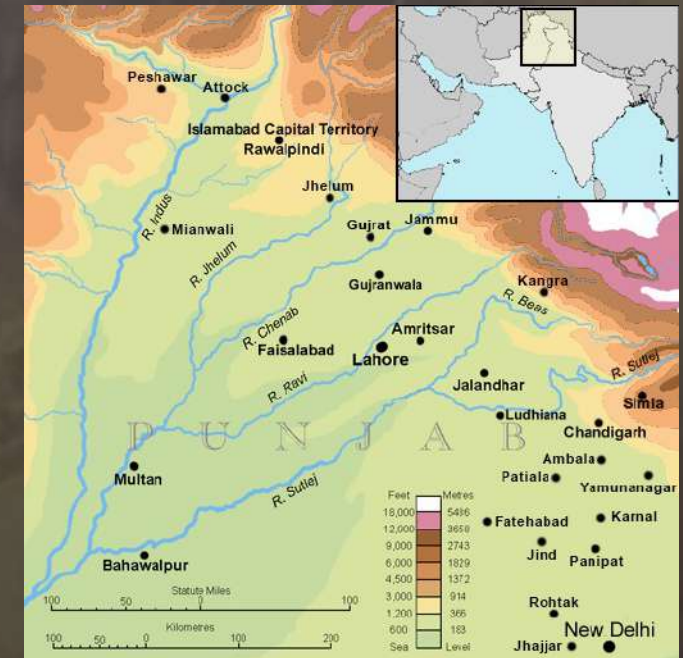 Peshawar
Attock
Islamabad Capital Territory
Rawalpindi
Jhelum
R. Indus
Mianwali
R. Jhelum
Gujrat
Jammu
Gujranwala
Kangra
R. Beas
R. Chenab
Faisalabad
Lahore
Amritsar
R. Ravi
Jalandhar
R. Sutlej
Simla
Ludhiana
Chandigarh
PUNJAB
Multan
Ambala
Patiala
Yamunanagar
R. Sutlej
Fatehabad
Karnal
Jind
Panipat
Bahawalpur
Rohtak
New Delhi
Jhajjar
Feet Metres
18,000 5486
12,000 3658
9,000 2743
6,000 1829
4,500 1372
3,000 914
1,200 366
600 183
Sea Level
Statute Miles
100 50 0 100
Kilometres
100 50 0 100 200